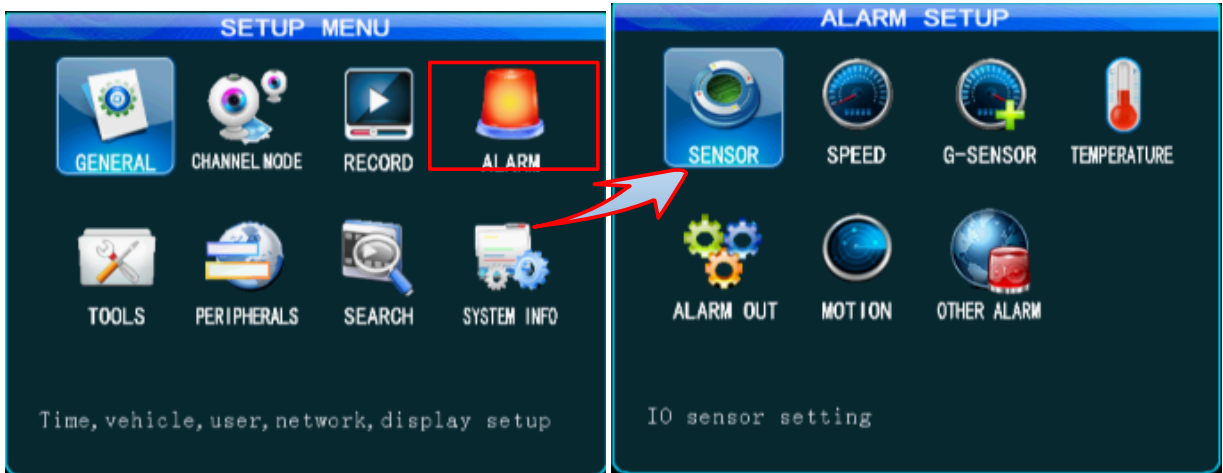 SETUP MENU
GENERAL CHANNEL MODE RECORD ALARM
TOOLS PERIPHERALS SEARCH SYSTEM INFO
Time, vehicle, user, network, display setup
ALARM SETUP
SENSOR SPEED G-SENSOR TEMPERATURE
ALARM OUT MOTION OTHER ALARM
IO sensor setting